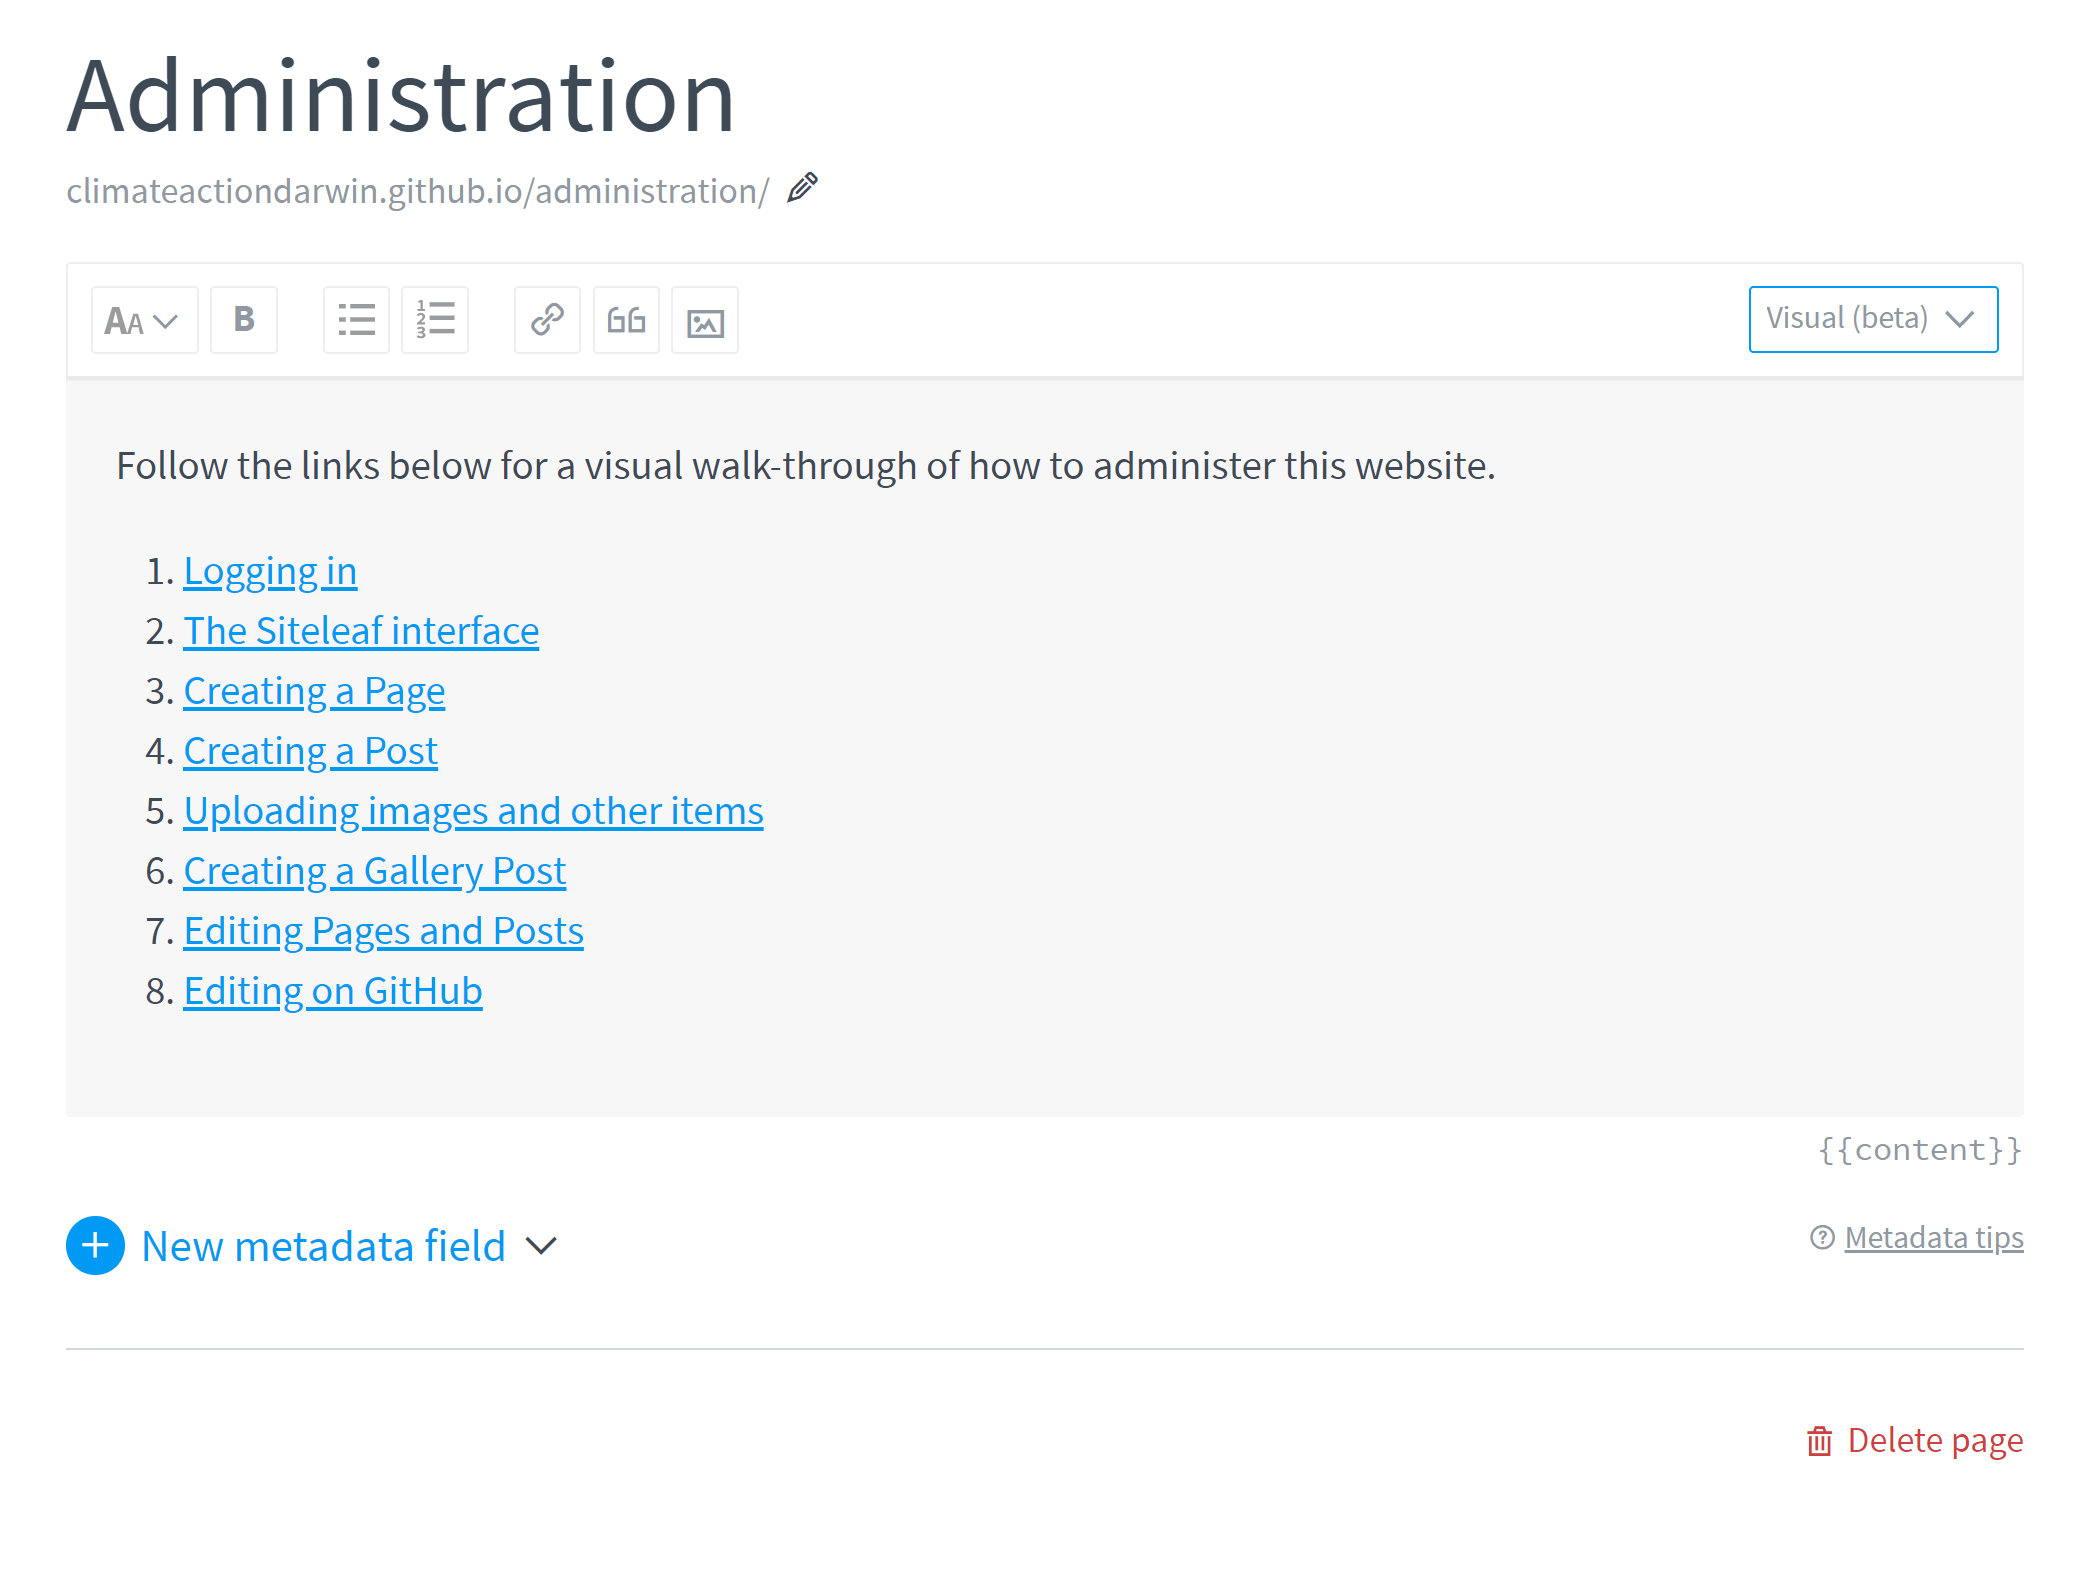 Administration
climateactiondarwin.github.io/administration/
AA B Visual (beta)
Follow the links below for a visual walk-through of how to administer this website.
1. Logging in
2. The Siteleaf interface
3. Creating a Page
4. Creating a Post
5. Uploading images and other items
6. Creating a Gallery Post
7. Editing Pages and Posts
8. Editing on GitHub
{{content}}
New metadata field
Metadata tips
Delete page